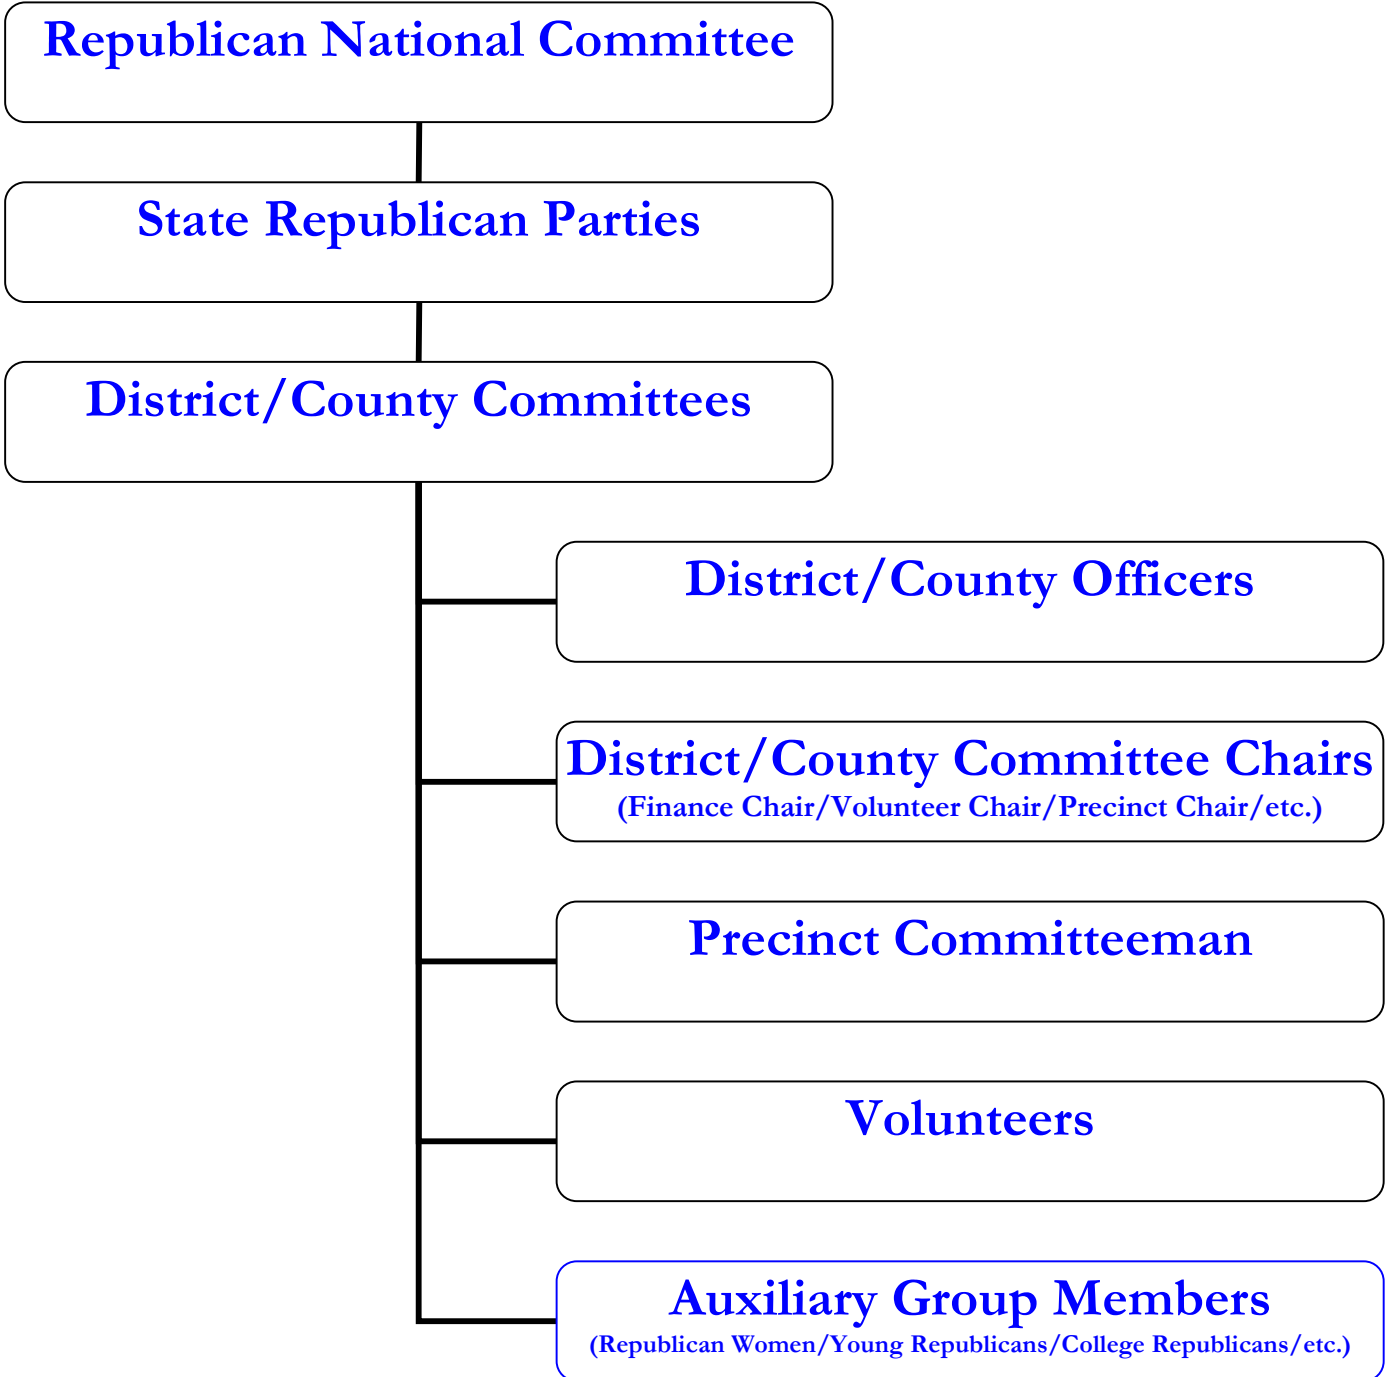 Republican National Committee
State Republican Parties
District/County Committees
District/County Officers
District/County Committee Chairs
(Finance Chair/Volunteer Chair/Precinct Chair/etc.)
Precinct Committeeman
Volunteers
Auxiliary Group Members
(Republican Women/Young Republicans/College Republicans/etc.)